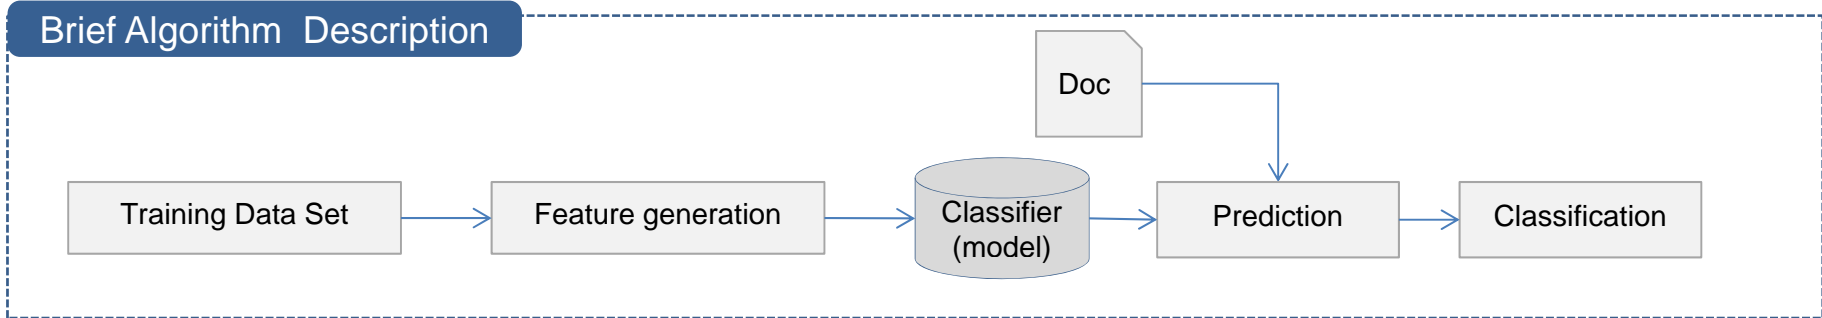 Brief Algorithm  Description
Doc
Training Data Set
Feature generation
Classifier
(model)
Prediction
Classification